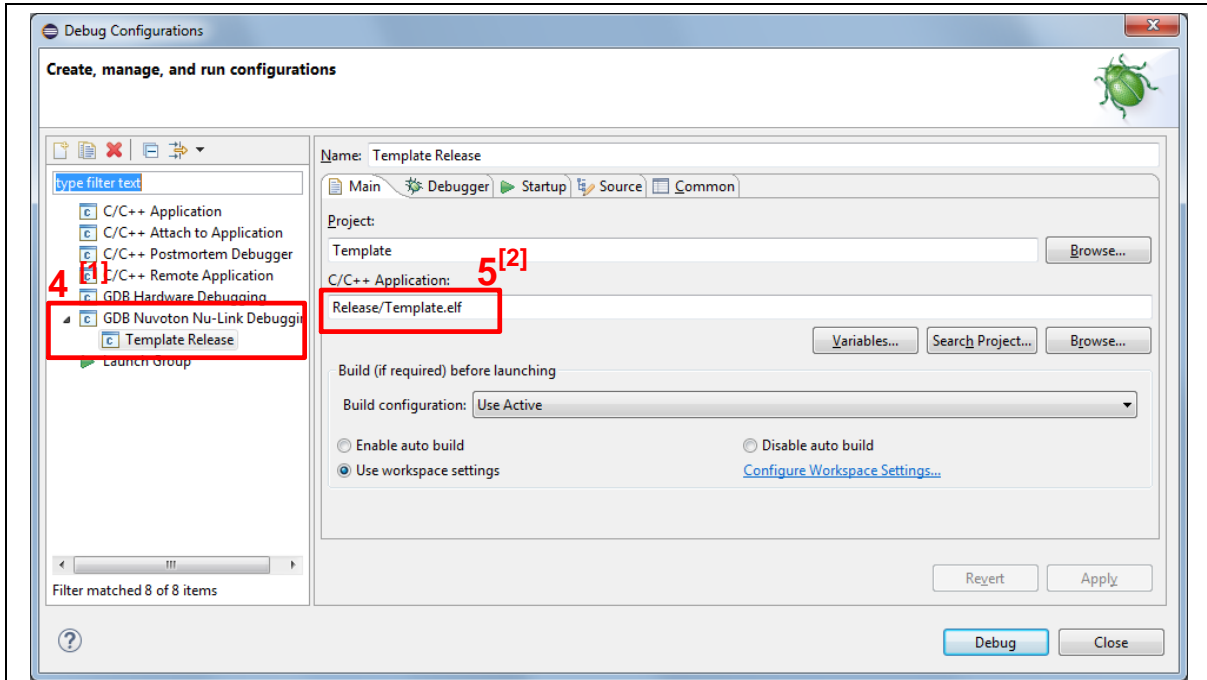 Debug Configurations
Create, manage, and run configurations
type filter text
C/C++ Application
C/C++ Attach to Application
C/C++ Postmortem Debugger
C/C++ Remote Application
GDB Hardware Debugging
GDB Nuvoton Nu-Link Debuggin
Template Release
Launch Group
4 [1]
Filter matched 8 of 8 items
Name: Template Release
Main Debugger Startup Source Common
Project:
Template Browse...
5 [2]
C/C++ Application:
Release/Template.elf
Variables... Search Project... Browse...
Build (if required) before launching
Build configuration: Use Active
Enable auto build Disable auto build
Use workspace settings Configure Workspace Settings...
Revert Apply
Debug Close